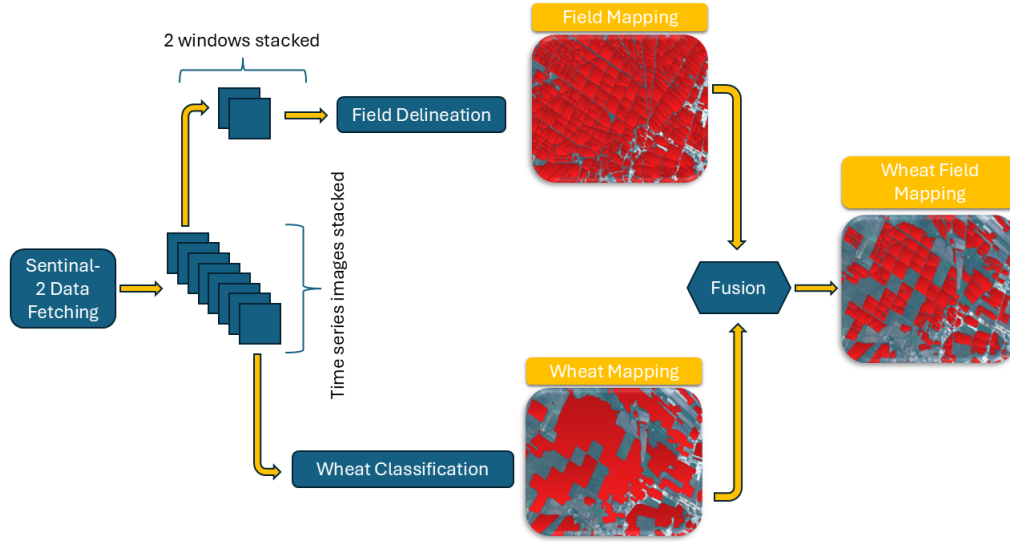 2 windows stacked
Field Delineation
Field Mapping
Sentinal-
2 Data
Fetching
Time series images stacked
Wheat Classification
Wheat Mapping
Fusion
Wheat Field
Mapping